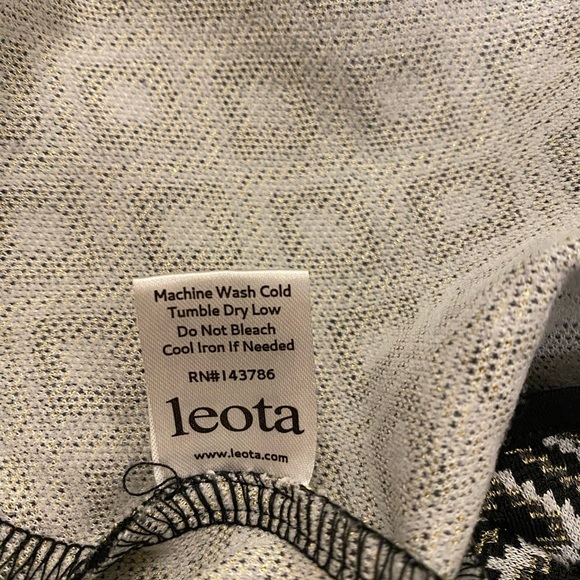 Machine Wash Cold
Tumble Dry Low
Do Not Bleach
Cool Iron If Needed
RN#143786
leota
www.leota.com